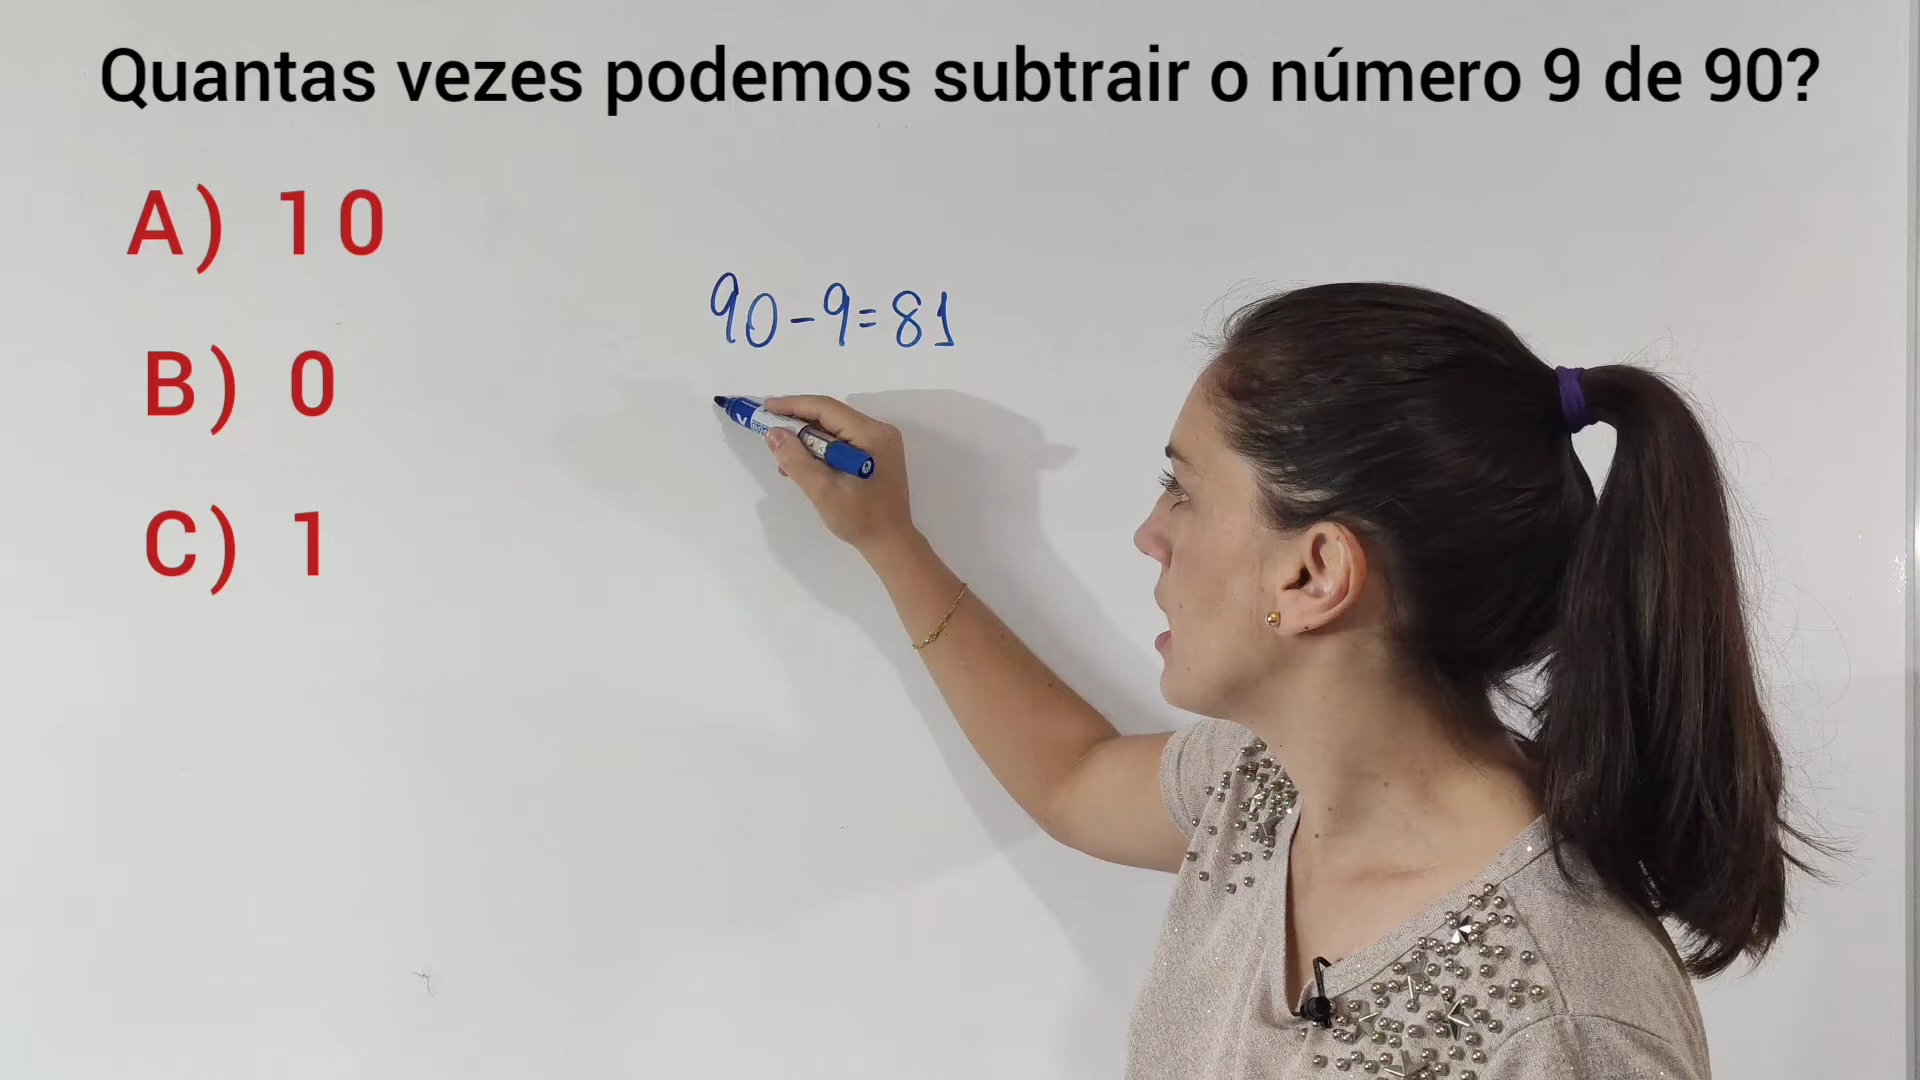 Quantas vezes podemos subtrair o número 9 de 90?
A) 10
90-9=81
B) 0
C) 1